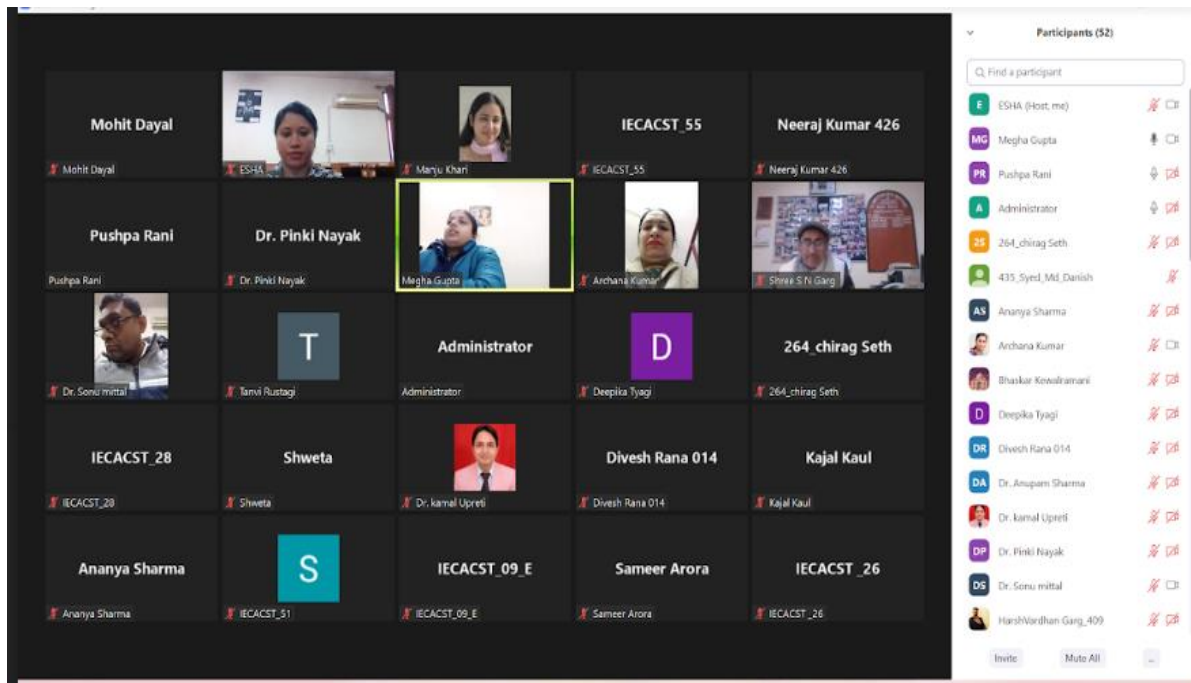 Mohit Dayal
IECACST_55
Neeraj Kumar 426
Mohit Dayal
ESHA
Manju Khari
IECACST_55
Neeraj Kumar 426
Pushpa Rani
Dr. Pinki Nayak
Pushpa Rani
Dr. Pinki Nayak
Megha Gupta
Archana Kumar
Shree S N Garg
T
Administrator
D
264_chirag Seth
Dr. Sonu mittal
Tanvi Rustagi
Administrator
Deepika Tyagi
264_chirag Seth
IECACST_28
Shweta
Divesh Rana 014
Kajal Kaul
IECACST_28
Shweta
Dr. kamal Upreti
Divesh Rana 014
Kajal Kaul
Ananya Sharma
S
IECACST_09_E
Sameer Arora
IECACST _26
Ananya Sharma
IECACST_51
IECACST_09_E
Sameer Arora
IECACST _26
Participants (52)
Find a participant
E ESHA (Host, me)
MG Megha Gupta
PR Pushpa Rani
A Administrator
2S 264_chirag Seth
435_Syed_Md_Danish
AS Ananya Sharma
Archana Kumar
Bhaskar Kewalramani
D Deepika Tyagi
DR Divesh Rana 014
DA Dr. Anupam Sharma
Dr. kamal Upreti
DP Dr. Pinki Nayak
DS Dr. Sonu mittal
HarshVardhan Garg_409
Invite
Mute All
...